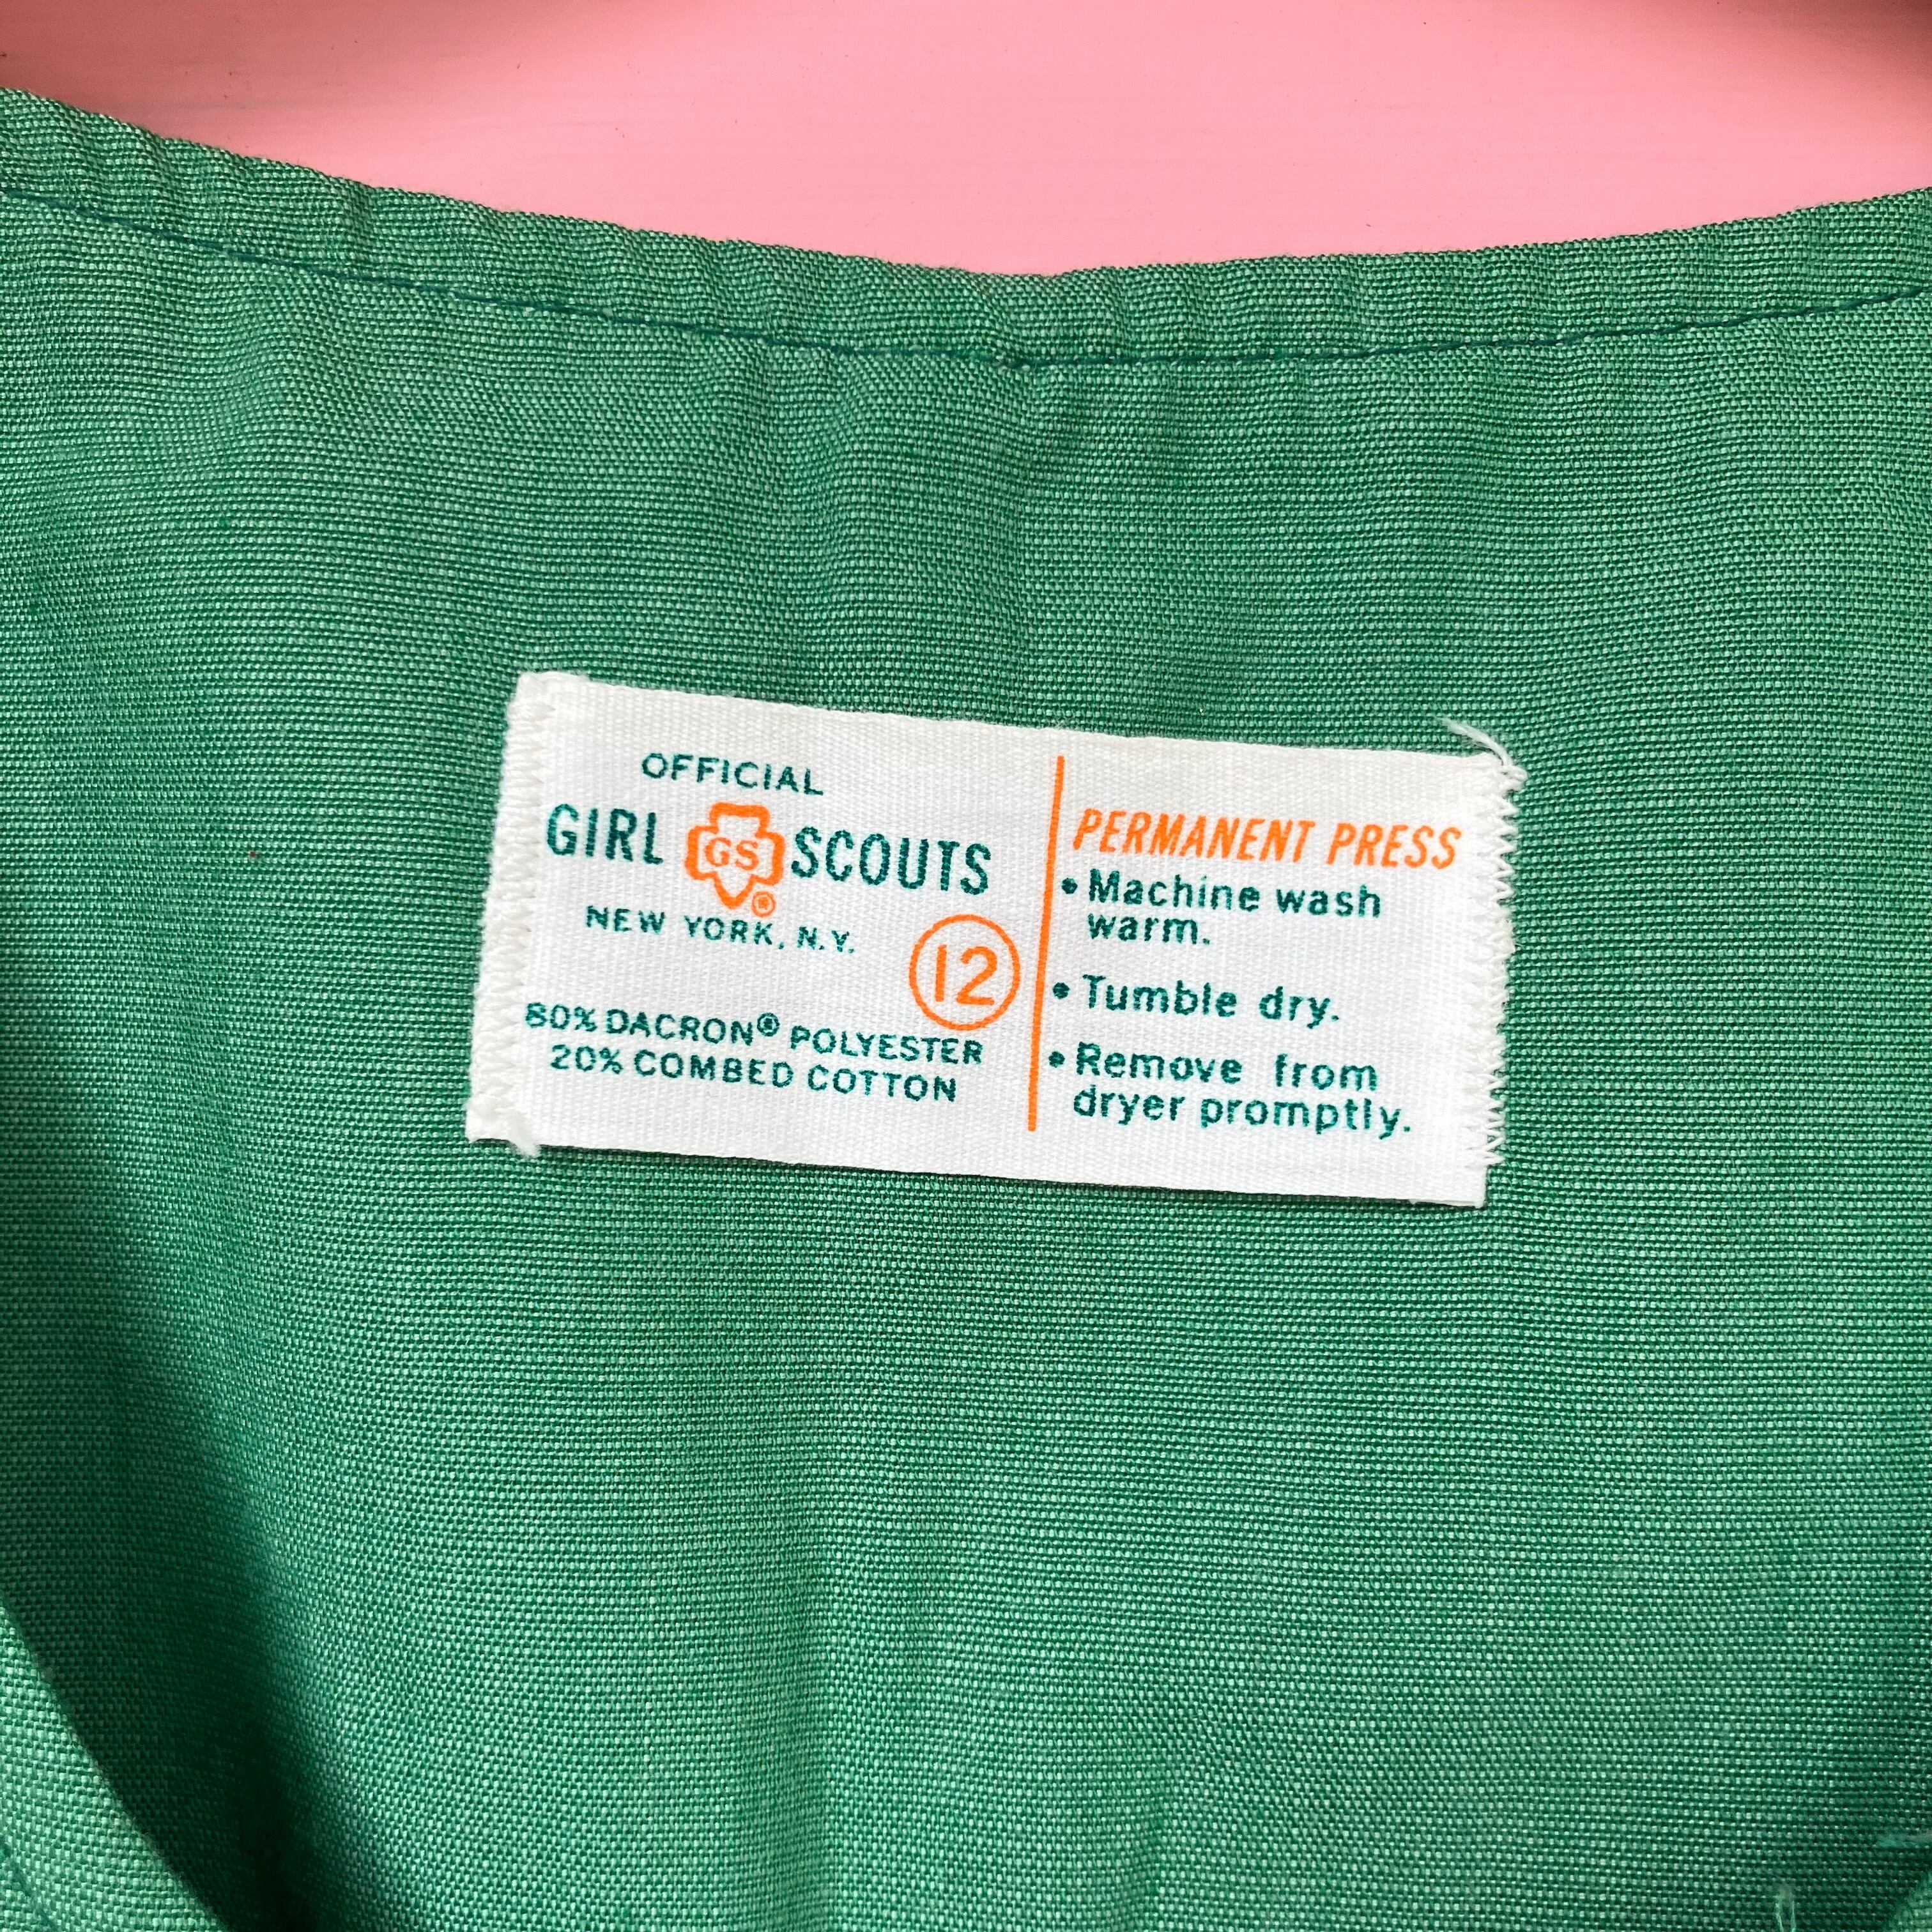 OFFICIAL
GIRL GS® SCOUTS
NEW YORK, N.Y.
12
80% DACRON® POLYESTER
20% COMBED COTTON
PERMANENT PRESS
• Machine wash
warm.
• Tumble dry.
• Remove from
dryer promptly.